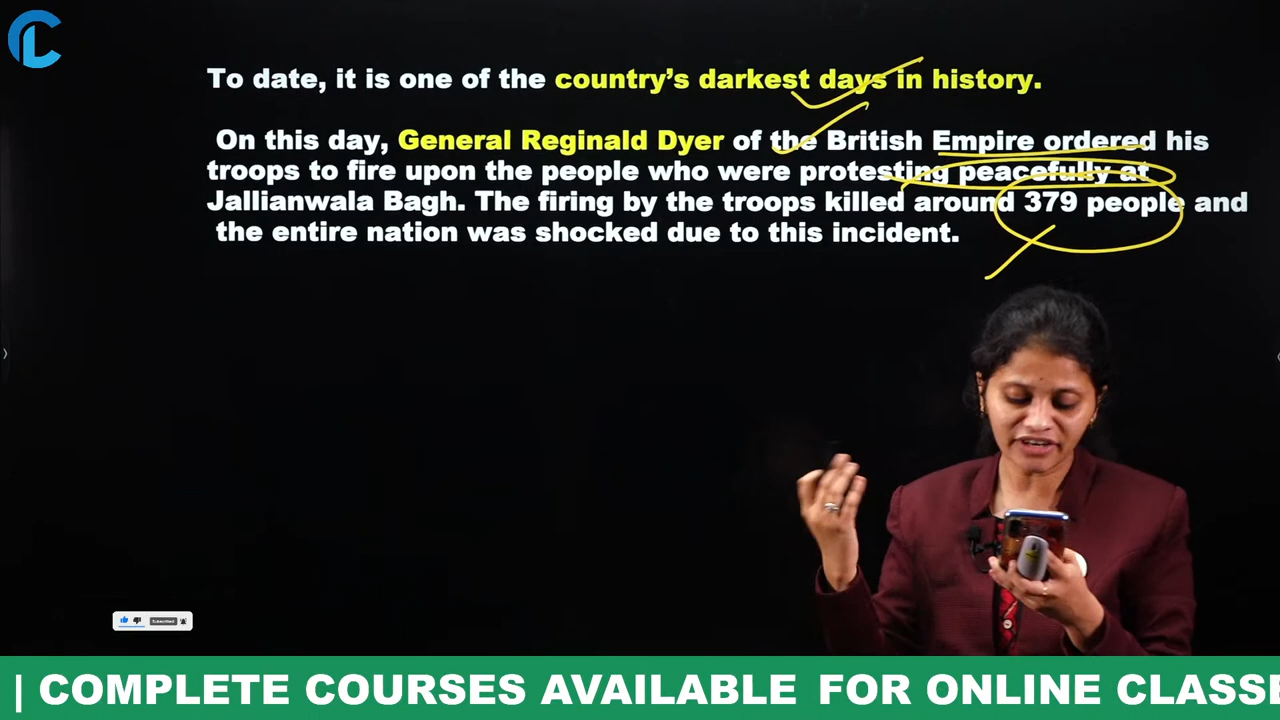 To date, it is one of the country's darkest days in history.
On this day, General Reginald Dyer of the British Empire ordered his
troops to fire upon the people who were protesting peacefully at
Jallianwala Bagh. The firing by the troops killed around 379 people and
the entire nation was shocked due to this incident.
Subscribed
| COMPLETE COURSES AVAILABLE FOR ONLINE CLASSE